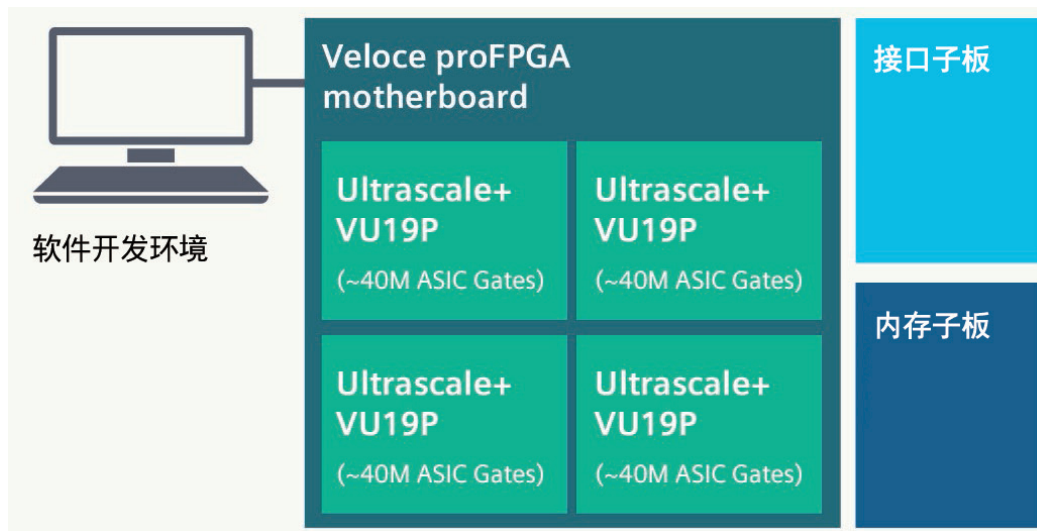 Veloce proFPGA
motherboard
Ultrascale+
VU19P
(~40M ASIC Gates)
Ultrascale+
VU19P
(~40M ASIC Gates)
Ultrascale+
VU19P
(~40M ASIC Gates)
Ultrascale+
VU19P
(~40M ASIC Gates)
软件开发环境
接口子板
内存子板